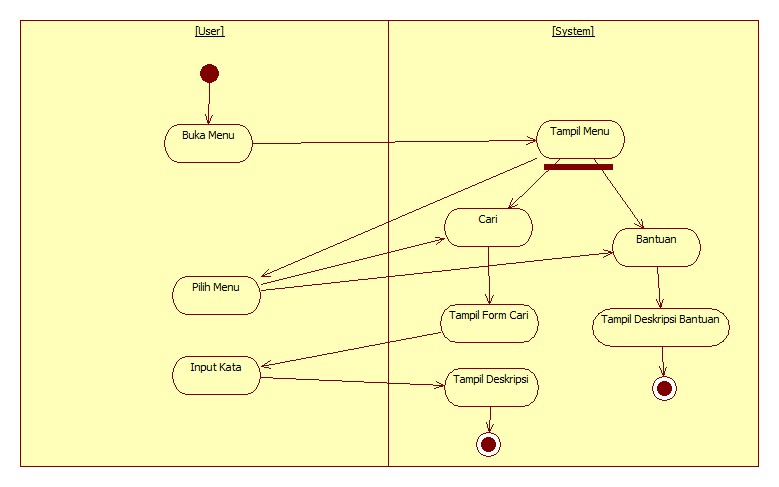 [User]
[System]
Buka Menu
Tampil Menu
Cari
Bantuan
Pilih Menu
Tampil Form Cari
Tampil Deskripsi Bantuan
Input Kata
Tampil Deskripsi